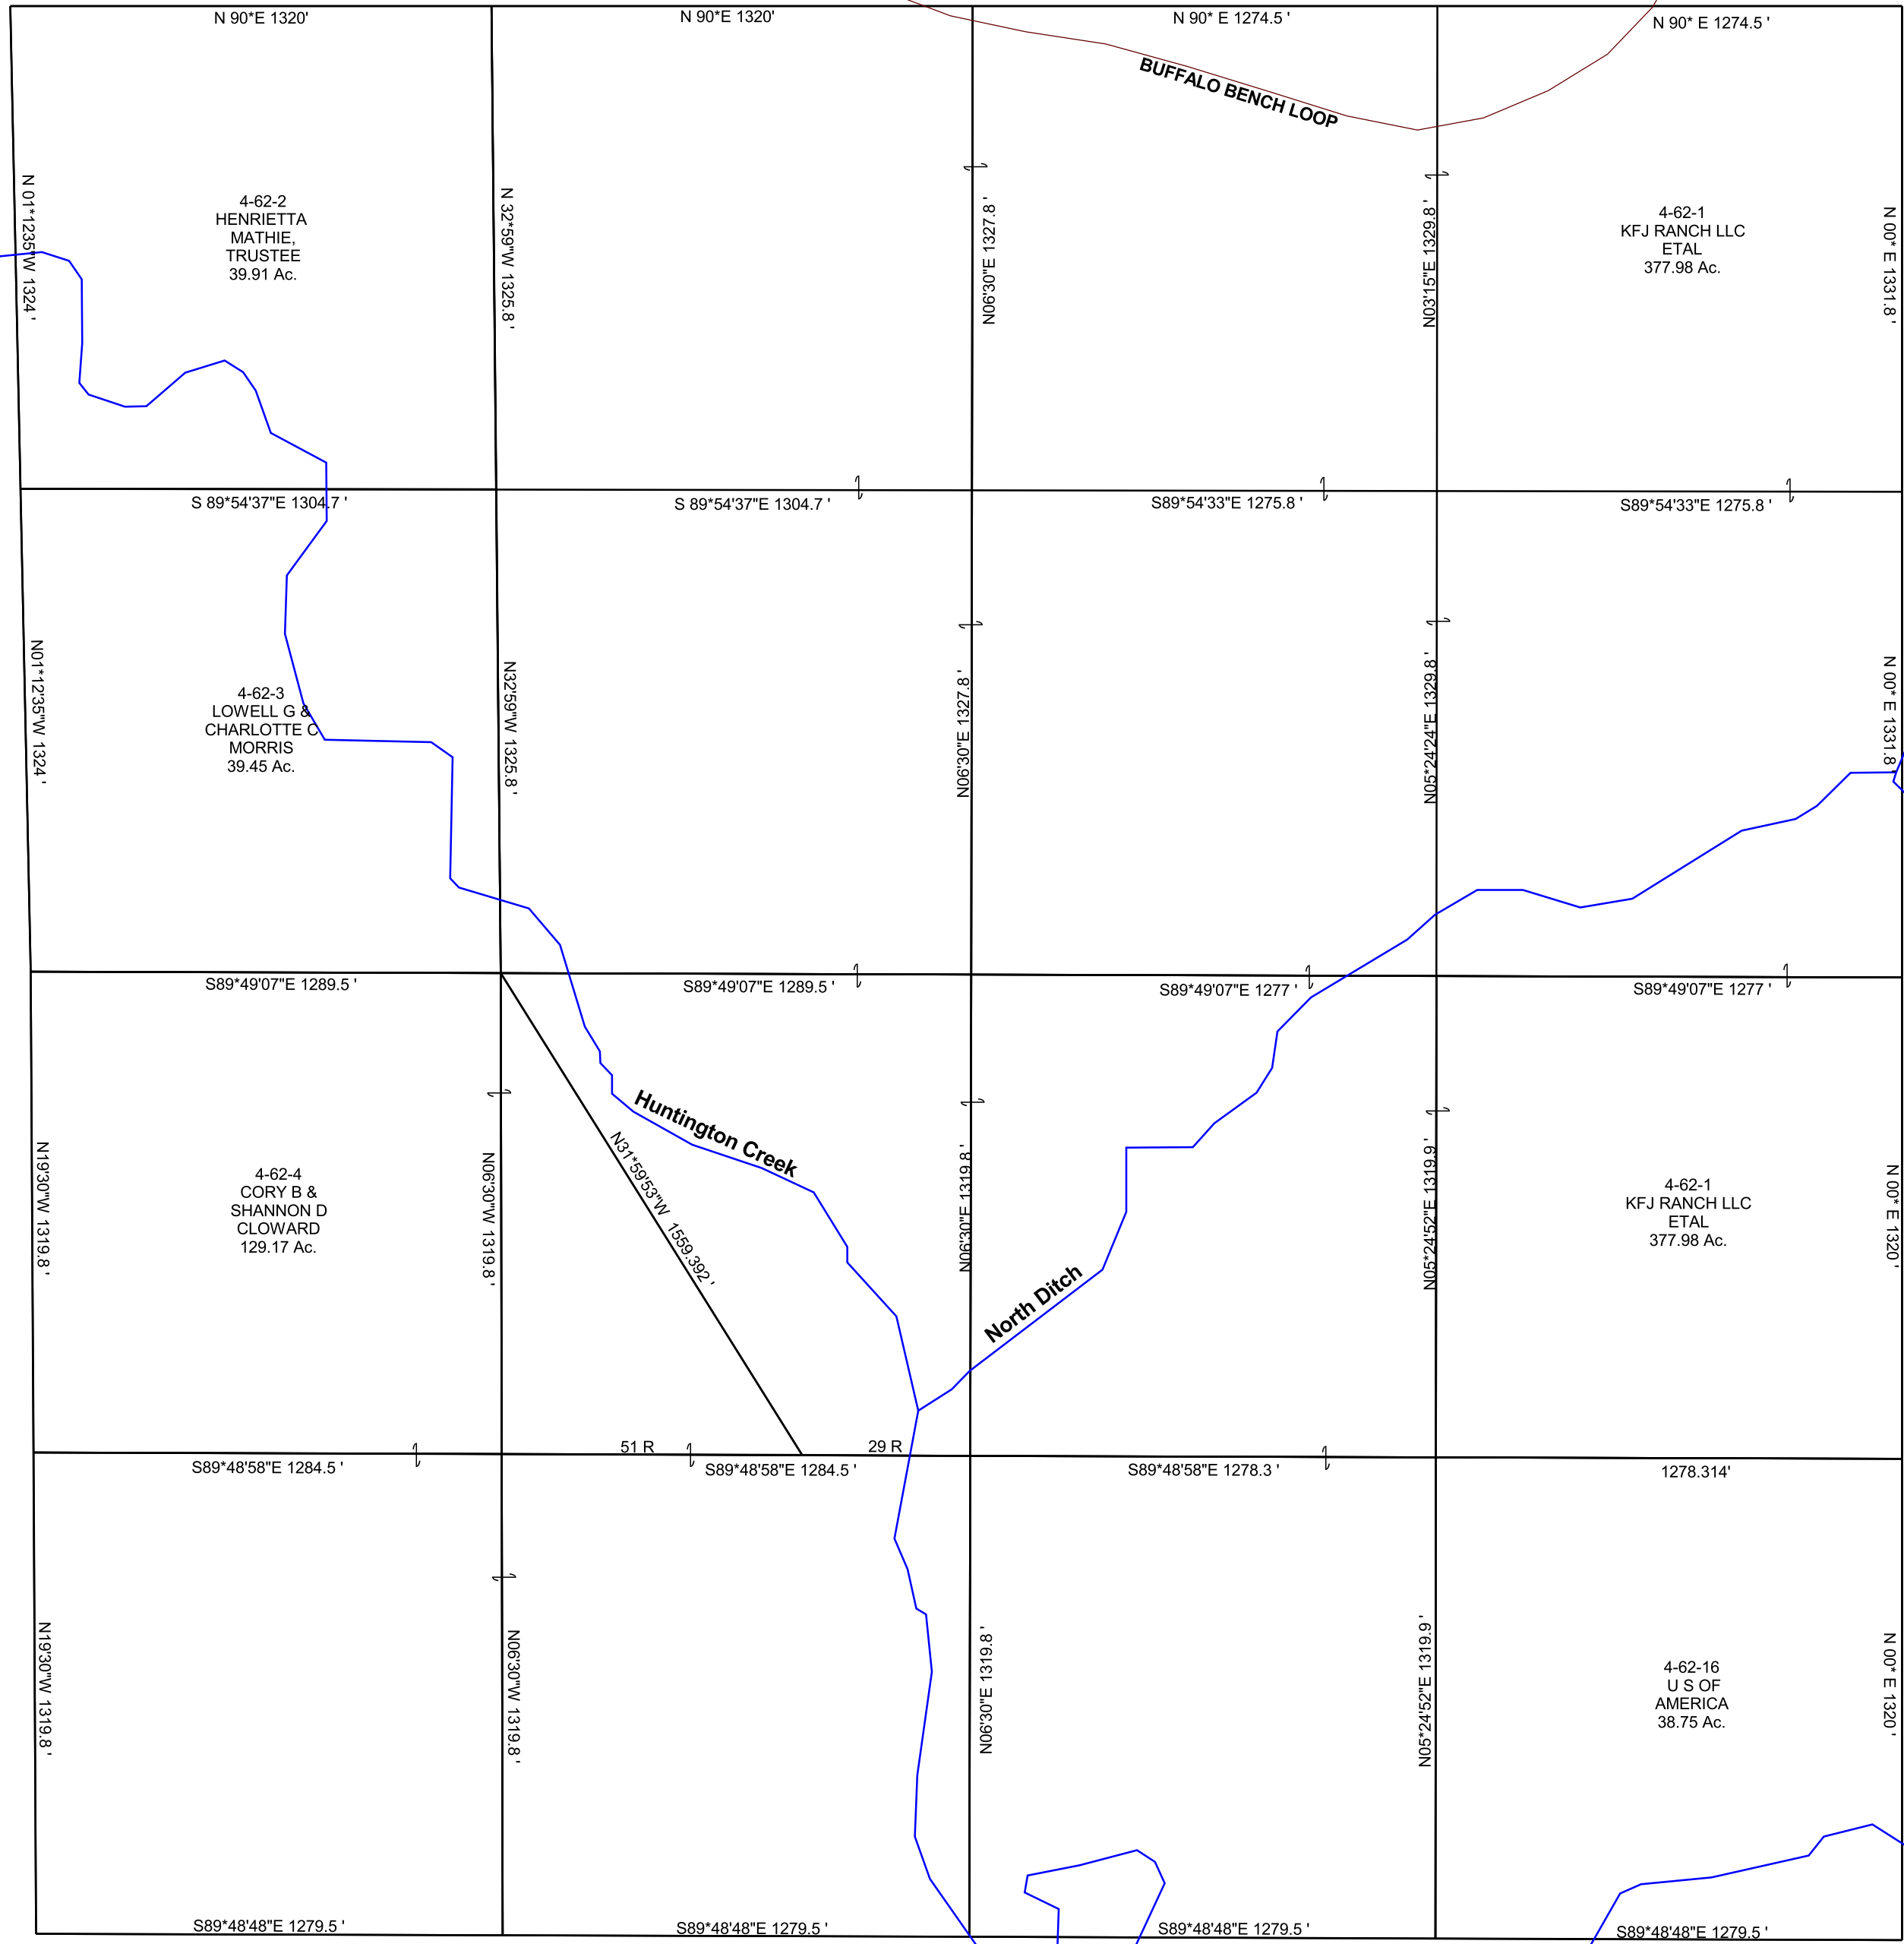 N 90*E 1320'
N 90*E 1320'
N 90* E 1274.5 '
N 90* E 1274.5 '
BUFFALO BENCH LOOP
N 01*1235"W 1324 '
4-62-2
HENRIETTA
MATHIE,
TRUSTEE
39.91 Ac.
N 32*59"W 1325.8 '
N06'30"E 1327.8 '
N03'15"E 1329.8 '
4-62-1
KFJ RANCH LLC
ETAL
377.98 Ac.
N 00* E 1331.8 '
S 89*54'37"E 1304.7 '
S 89*54'37"E 1304.7 '
S89*54'33"E 1275.8 '
S89*54'33"E 1275.8 '
N01*12'35"W 1324 '
4-62-3
LOWELL G &
CHARLOTTE C
MORRIS
39.45 Ac.
N32'59"W 1325.8 '
N06'30"E 1327.8 '
N05*24'24"E 1329.8 '
N 00* E 1331.8 '
S89*49'07"E 1289.5 '
S89*49'07"E 1289.5 '
S89*49'07"E 1277 '
S89*49'07"E 1277 '
N19'30"W 1319.8 '
4-62-4
CORY B &
SHANNON D
CLOWARD
129.17 Ac.
N06'30"W 1319.8 '
N31*59'53"W 1559.392 '
Huntington Creek
N06'30"E 1319.8 '
North Ditch
N05*24'52"E 1319.9 '
4-62-1
KFJ RANCH LLC
ETAL
377.98 Ac.
N 00* E 1320 '
51 R
29 R
S89*48'58"E 1284.5 '
S89*48'58"E 1284.5 '
S89*48'58"E 1278.3 '
1278.314'
N19'30"W 1319.8 '
N06'30"W 1319.8 '
N06'30"E 1319.8 '
N05*24'52"E 1319.9 '
4-62-16
U S OF
AMERICA
38.75 Ac.
N 00* E 1320 '
S89*48'48"E 1279.5 '
S89*48'48"E 1279.5 '
S89*48'48"E 1279.5 '
S89*48'48"E 1279.5 '